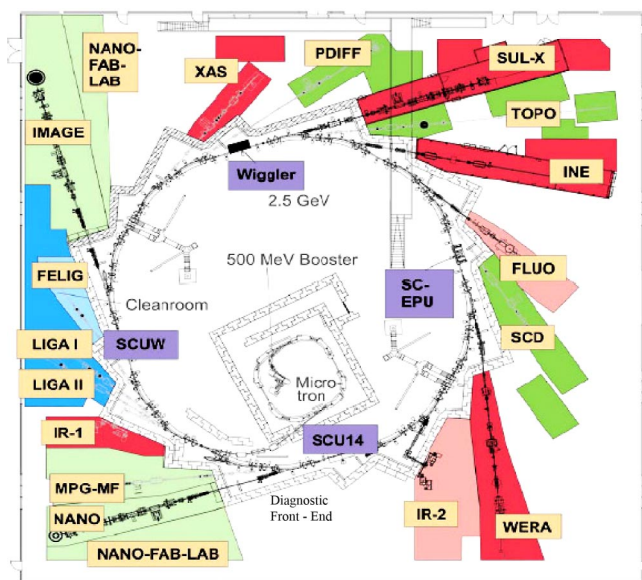 NANO-
FAB-
LAB
IMAGE
XAS
PDIFF
SUL-X
TOPO
INE
Wiggler
2.5 GeV
500 MeV Booster
SC-
EPU
FLUO
FELIG
Cleanroom
SCD
LIGA I
SCUW
LIGA II
Micro-
tron
IR-1
SCU14
MPG-MF
NANO
Diagnostic
Front - End
IR-2
WERA
NANO-FAB-LAB